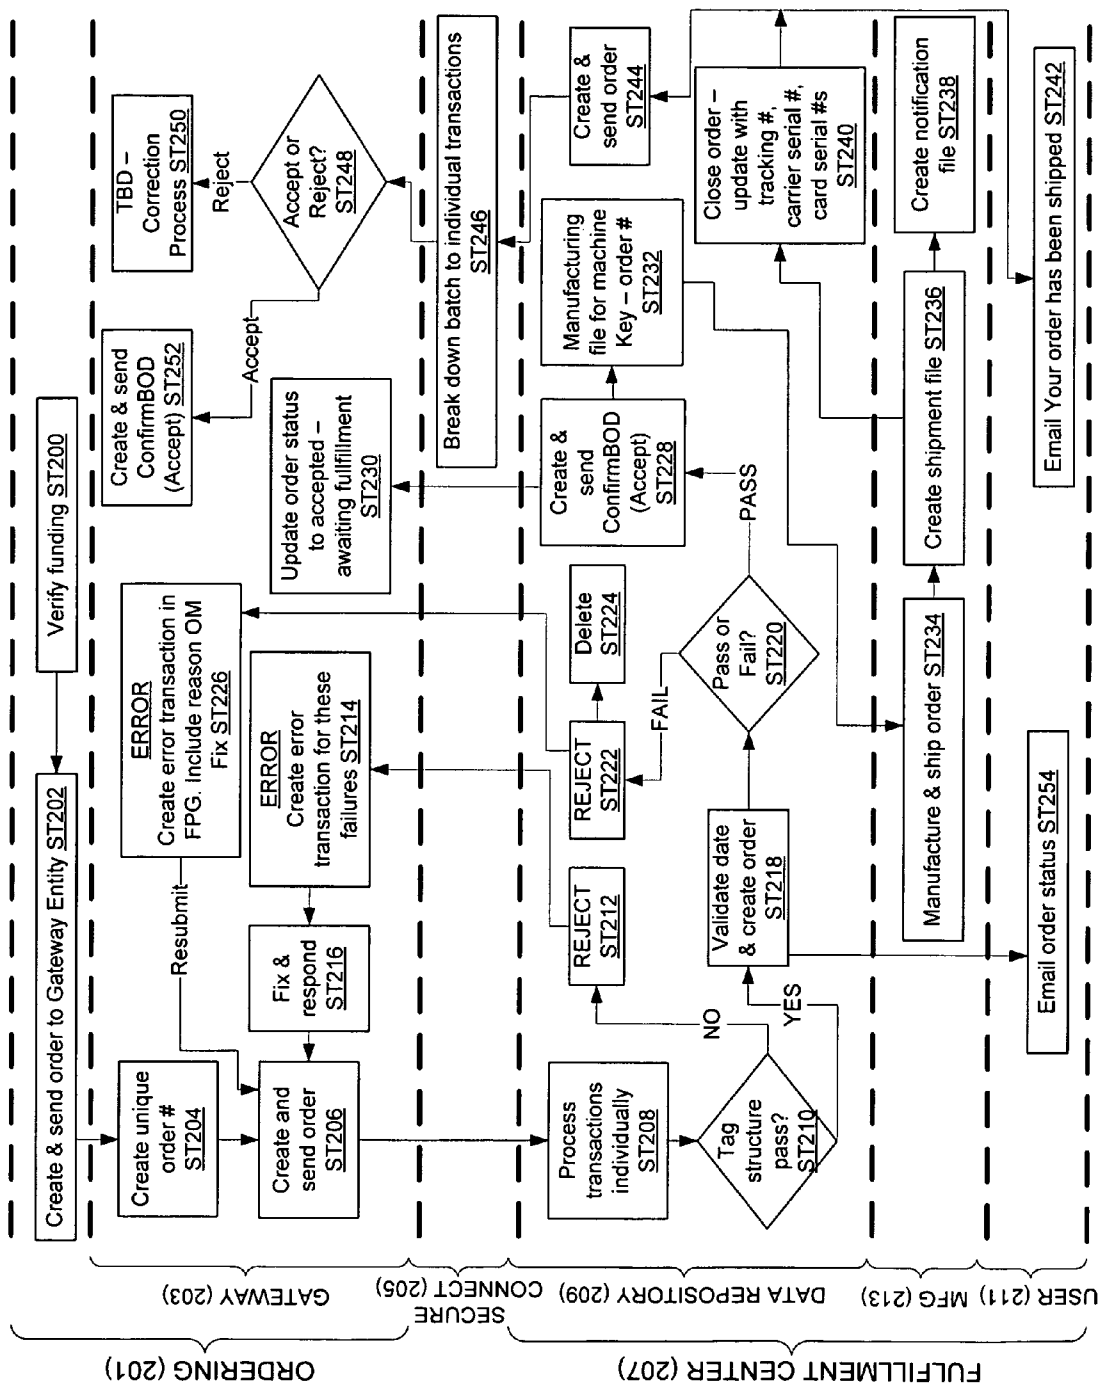 ORDERING (201)
GATEWAY (203)
SECURE
CONNECT (205)
FULFILLMENT CENTER (207)
DATA REPOSITORY (209)
MFG (213)
USER (211)
Create & send order to Gateway Entity ST202
Verify funding ST200
Create unique
order #
ST204
Create and
send order
ST206
Resubmit
Fix &
respond
ST216
ERROR
Create error transaction in
FPG. Include reason OM
Fix ST226
ERROR
Create error
transaction for these
failures ST214
Create & send
ConfirmBOD
(Accept) ST252
Update order status
to accepted –
awaiting fullfillment
ST230
Accept
TBD –
Correction
Process ST250
Reject
Accept or
Reject?
ST248
Break down batch to individual transactions
ST246
Process
transactions
individually
ST208
Tag
structure
pass?
ST210
NO
YES
REJECT
ST212
Validate date
& create order
ST218
REJECT
ST222
Delete
ST224
FAIL
Pass or
Fail?
ST220
PASS
Create &
send
ConfirmBOD
(Accept)
ST228
Manufacturing
file for machine
Key – order #
ST232
Create &
send order
ST244
Close order –
update with
tracking #,
carrier serial #,
card serial #s
ST240
Manufacture & ship order ST234
Create shipment file ST236
Create notification
file ST238
Email order status ST254
Email Your order has been shipped ST242